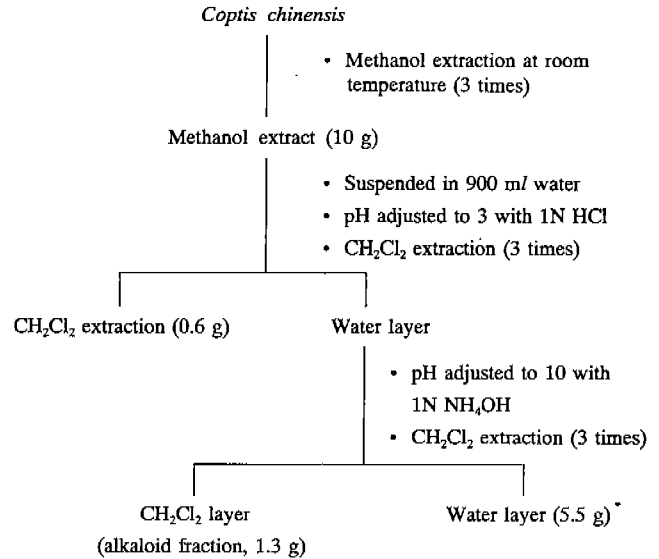 Coptis chinensis
• Methanol extraction at room
temperature (3 times)
Methanol extract (10 g)
• Suspended in 900 ml water
• pH adjusted to 3 with 1N HCl
• CH₂Cl₂ extraction (3 times)
CH₂Cl₂ extraction (0.6 g)
Water layer
• pH adjusted to 10 with
1N NH₄OH
• CH₂Cl₂ extraction (3 times)
CH₂Cl₂ layer
(alkaloid fraction, 1.3 g)
Water layer (5.5 g)